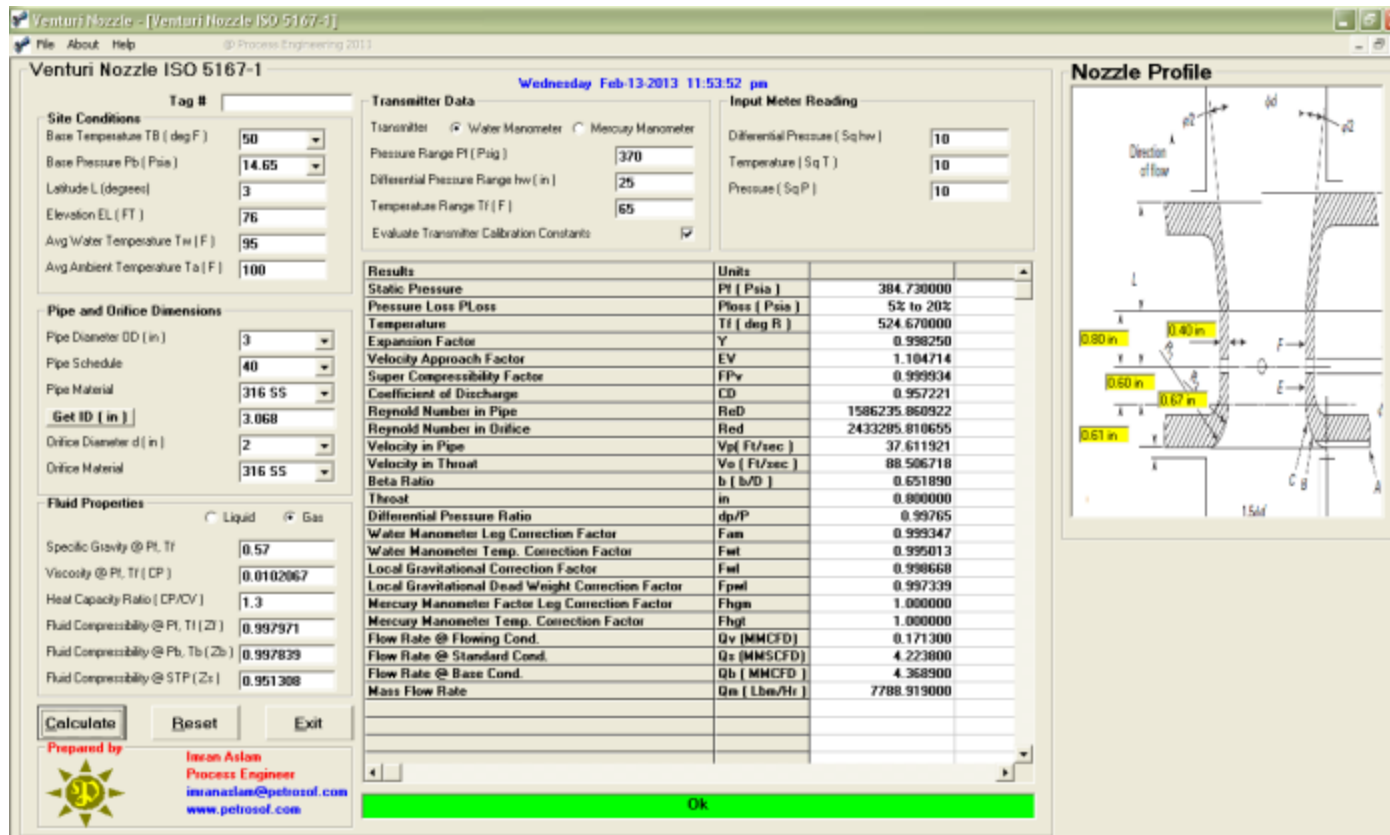 Venturi Nozzle - [Venturi Nozzle ISO 5167-1]
File About Help @ Process Engineering 2013
Venturi Nozzle ISO 5167-1
Wednesday Feb-13-2013 11:53:52 pm
Tag #
Site Conditions
Base Temperature TB ( deg F ) 50
Base Pressure Pb ( Psia ) 14.65
Latitude L (degrees) 3
Elevation EL ( FT ) 76
Avg Water Temperature Tw ( F ) 95
Avg Ambient Temperature Ta ( F ) 100
Pipe and Orifice Dimensions
Pipe Diameter OD ( in ) 3
Pipe Schedule 40
Pipe Material 316 SS
Get ID ( in ) 3.068
Orifice Diameter d ( in ) 2
Orifice Material 316 SS
Fluid Properties
Liquid Gas
Specific Gravity @ Pf, Tf 0.57
Viscosity @ Pf, Tf ( CP ) 0.0102067
Heat Capacity Ratio ( CP/CV ) 1.3
Fluid Compressibility @ Pf, Tf ( Zf ) 0.997971
Fluid Compressibility @ Pb, Tb ( Zb ) 0.997839
Fluid Compressibility @ STP ( Zs ) 0.951308
Calculate Reset Exit
Prepared by
Imran Aslam
Process Engineer
imranaslam@petrosof.com
www.petrosof.com
Transmitter Data
Transmitter Water Manometer Mercury Manometer
Pressure Range Pf ( Psig ) 370
Differential Pressure Range hw ( in ) 25
Temperature Range Tf ( F ) 65
Evaluate Transmitter Calibration Constants
Input Meter Reading
Differential Pressure ( Sq hw ) 10
Temperature ( Sq T ) 10
Pressure ( Sq P ) 10
Results Units
Static Pressure Pf ( Psia ) 384.730000
Pressure Loss PLoss Ploss ( Psia ) 5% to 20%
Temperature Tf ( deg R ) 524.670000
Expansion Factor Y 0.998250
Velocity Approach Factor EV 1.104714
Super Compressibility Factor FPv 0.999934
Coefficient of Discharge CD 0.957221
Reynold Number in Pipe ReD 1586235.860922
Reynold Number in Orifice Red 2433285.810655
Velocity in Pipe Vp( Ft/sec ) 37.611921
Velocity in Throat Vo ( Ft/sec ) 88.506718
Beta Ratio b ( b/D ) 0.651890
Throat in 0.800000
Differential Pressure Ratio dp/P 0.99765
Water Manometer Leg Correction Factor Fam 0.999347
Water Manometer Temp. Correction Factor Fwt 0.995013
Local Gravitational Correction Factor Fwl 0.998668
Local Gravitational Dead Weight Correction Factor Fpwl 0.997339
Mercury Manometer Factor Leg Correction Factor Fhgm 1.000000
Mercury Manometer Temp. Correction Factor Fhgt 1.000000
Flow Rate @ Flowing Cond. Qv (MMCFD) 0.171300
Flow Rate @ Standard Cond. Qs (MMSCFD) 4.223800
Flow Rate @ Base Cond. Qb ( MMCFD ) 4.368900
Mass Flow Rate Qm ( Lbm/Hr ) 7788.919000
Ok
Nozzle Profile
ϕd
φ2 φ2
Direction
of flow
L
0.80 in
0.40 in
F
0.60 in
E
0.67 in
0.61 in
C B A
1.5ϕd